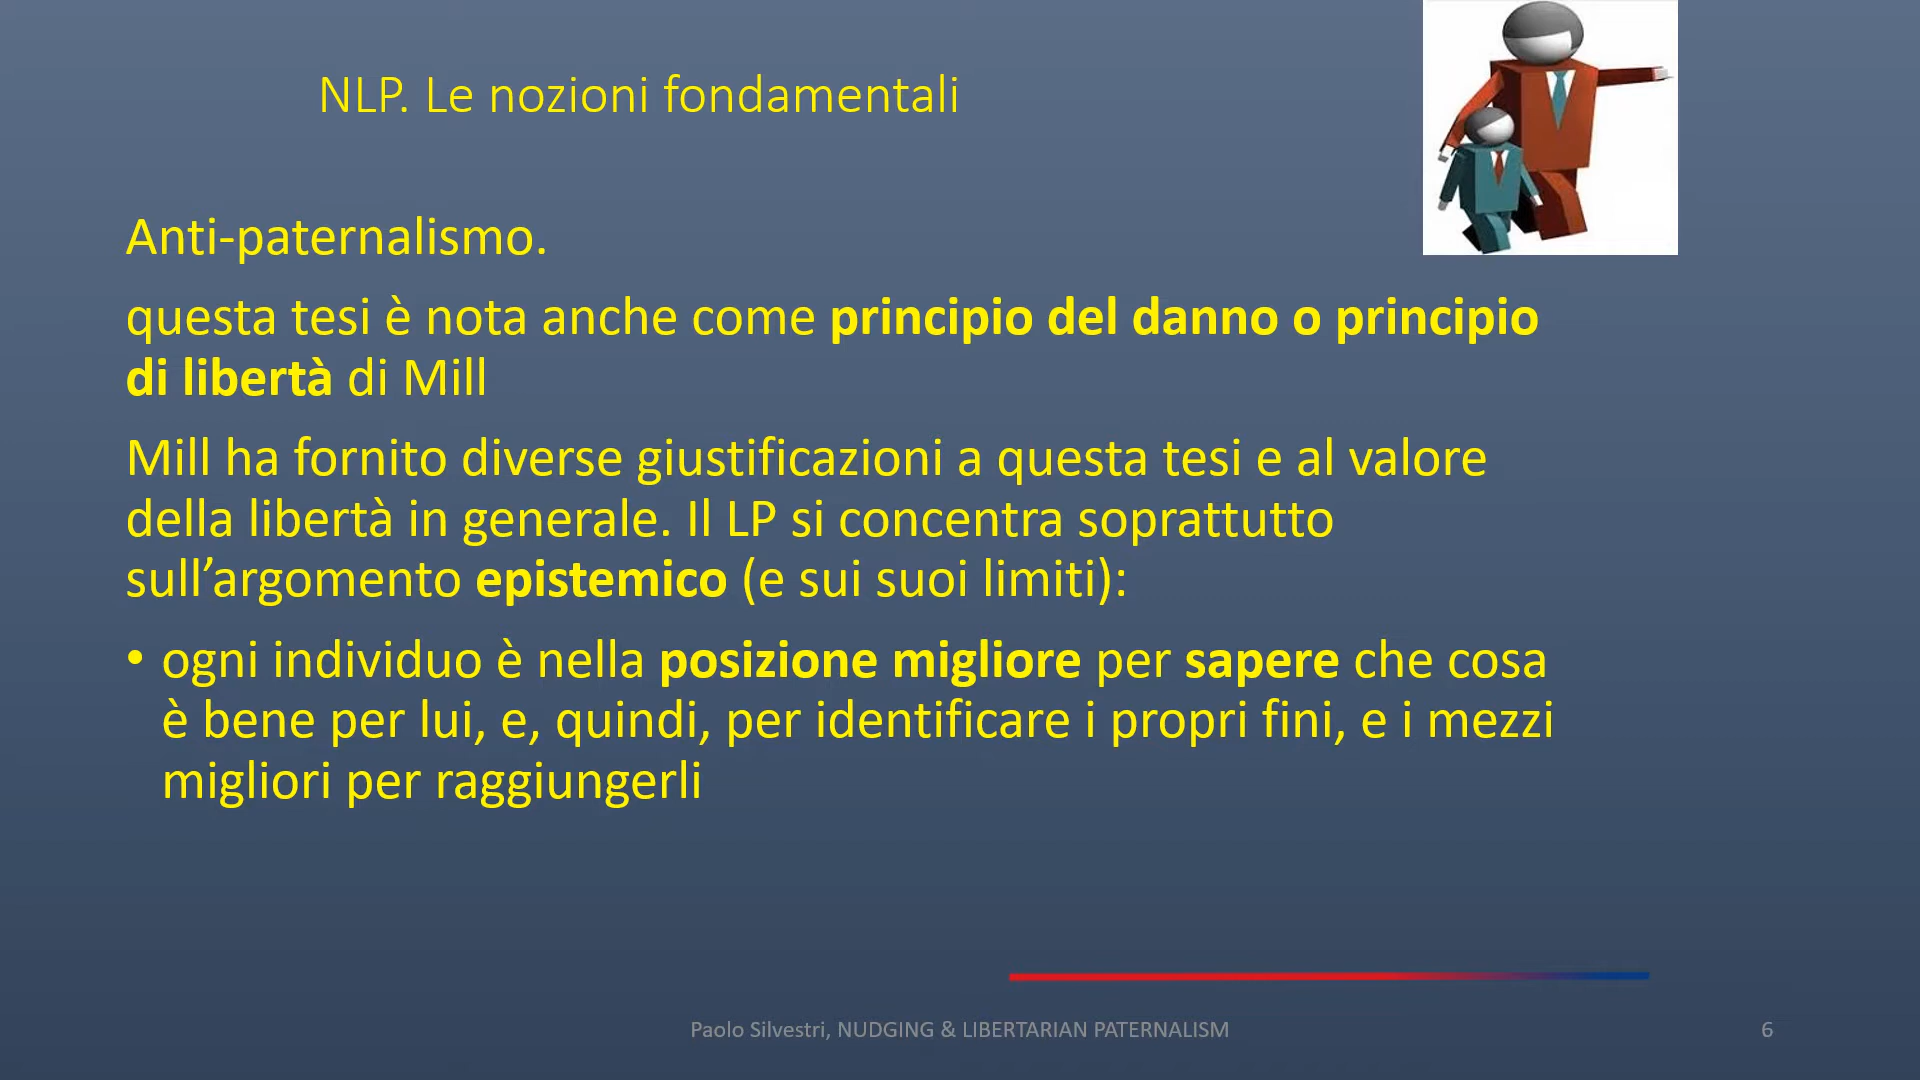 NLP. Le nozioni fondamentali
Anti-paternalismo.
questa tesi è nota anche come principio del danno o principio
di libertà di Mill
Mill ha fornito diverse giustificazioni a questa tesi e al valore
della libertà in generale. Il LP si concentra soprattutto
sull’argomento epistemico (e sui suoi limiti):
• ogni individuo è nella posizione migliore per sapere che cosa
è bene per lui, e, quindi, per identificare i propri fini, e i mezzi
migliori per raggiungerli
Paolo Silvestri, NUDGING & LIBERTARIAN PATERNALISM
6